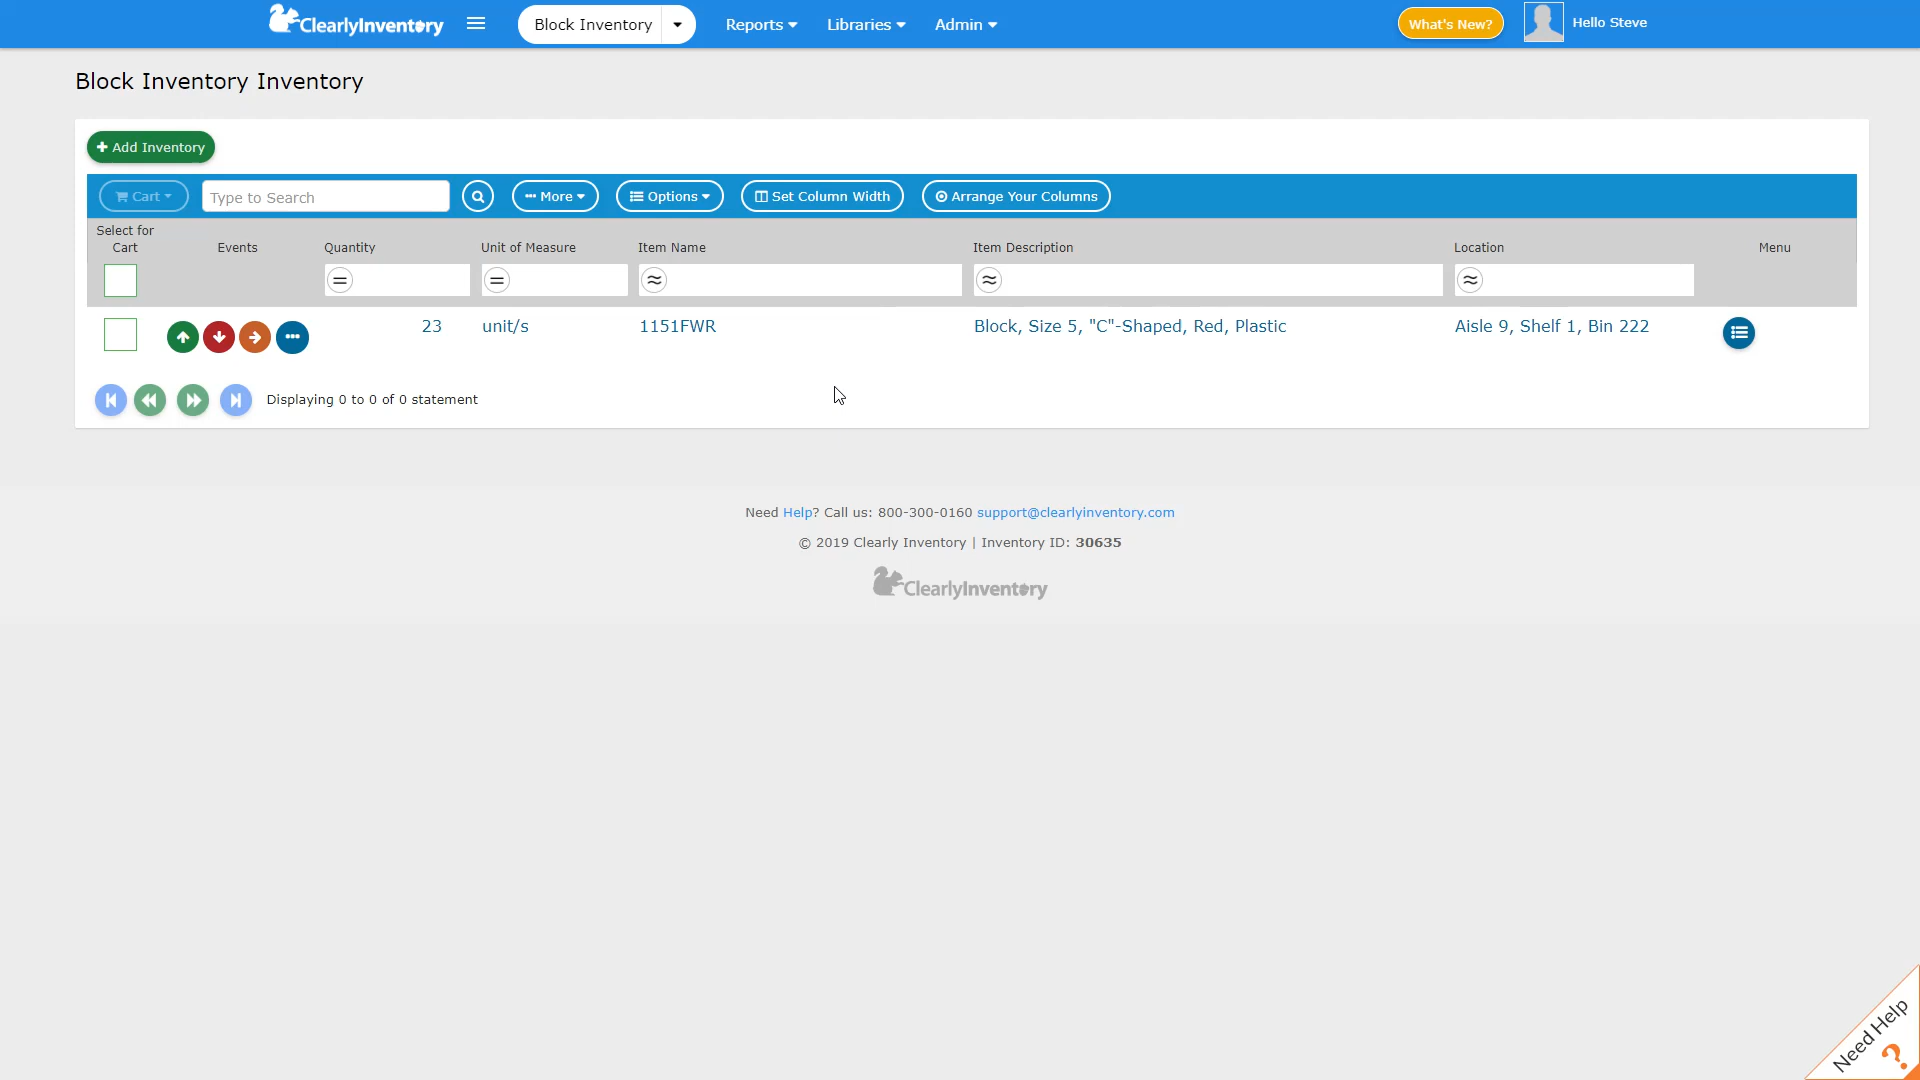 ClearlyInventory
Block Inventory
Reports
Libraries
Admin
What's New?
Hello Steve
Block Inventory Inventory
Add Inventory
Cart
Type to Search
More
Options
Set Column Width
Arrange Your Columns
Select for
Cart
Events
Quantity
Unit of Measure
Item Name
Item Description
Location
Menu
23
unit/s
1151FWR
Block, Size 5, "C"-Shaped, Red, Plastic
Aisle 9, Shelf 1, Bin 222
Displaying 0 to 0 of 0 statement
Need Help? Call us: 800-300-0160 support@clearlyinventory.com
© 2019 Clearly Inventory | Inventory ID: 30635
ClearlyInventory
Need Help
?